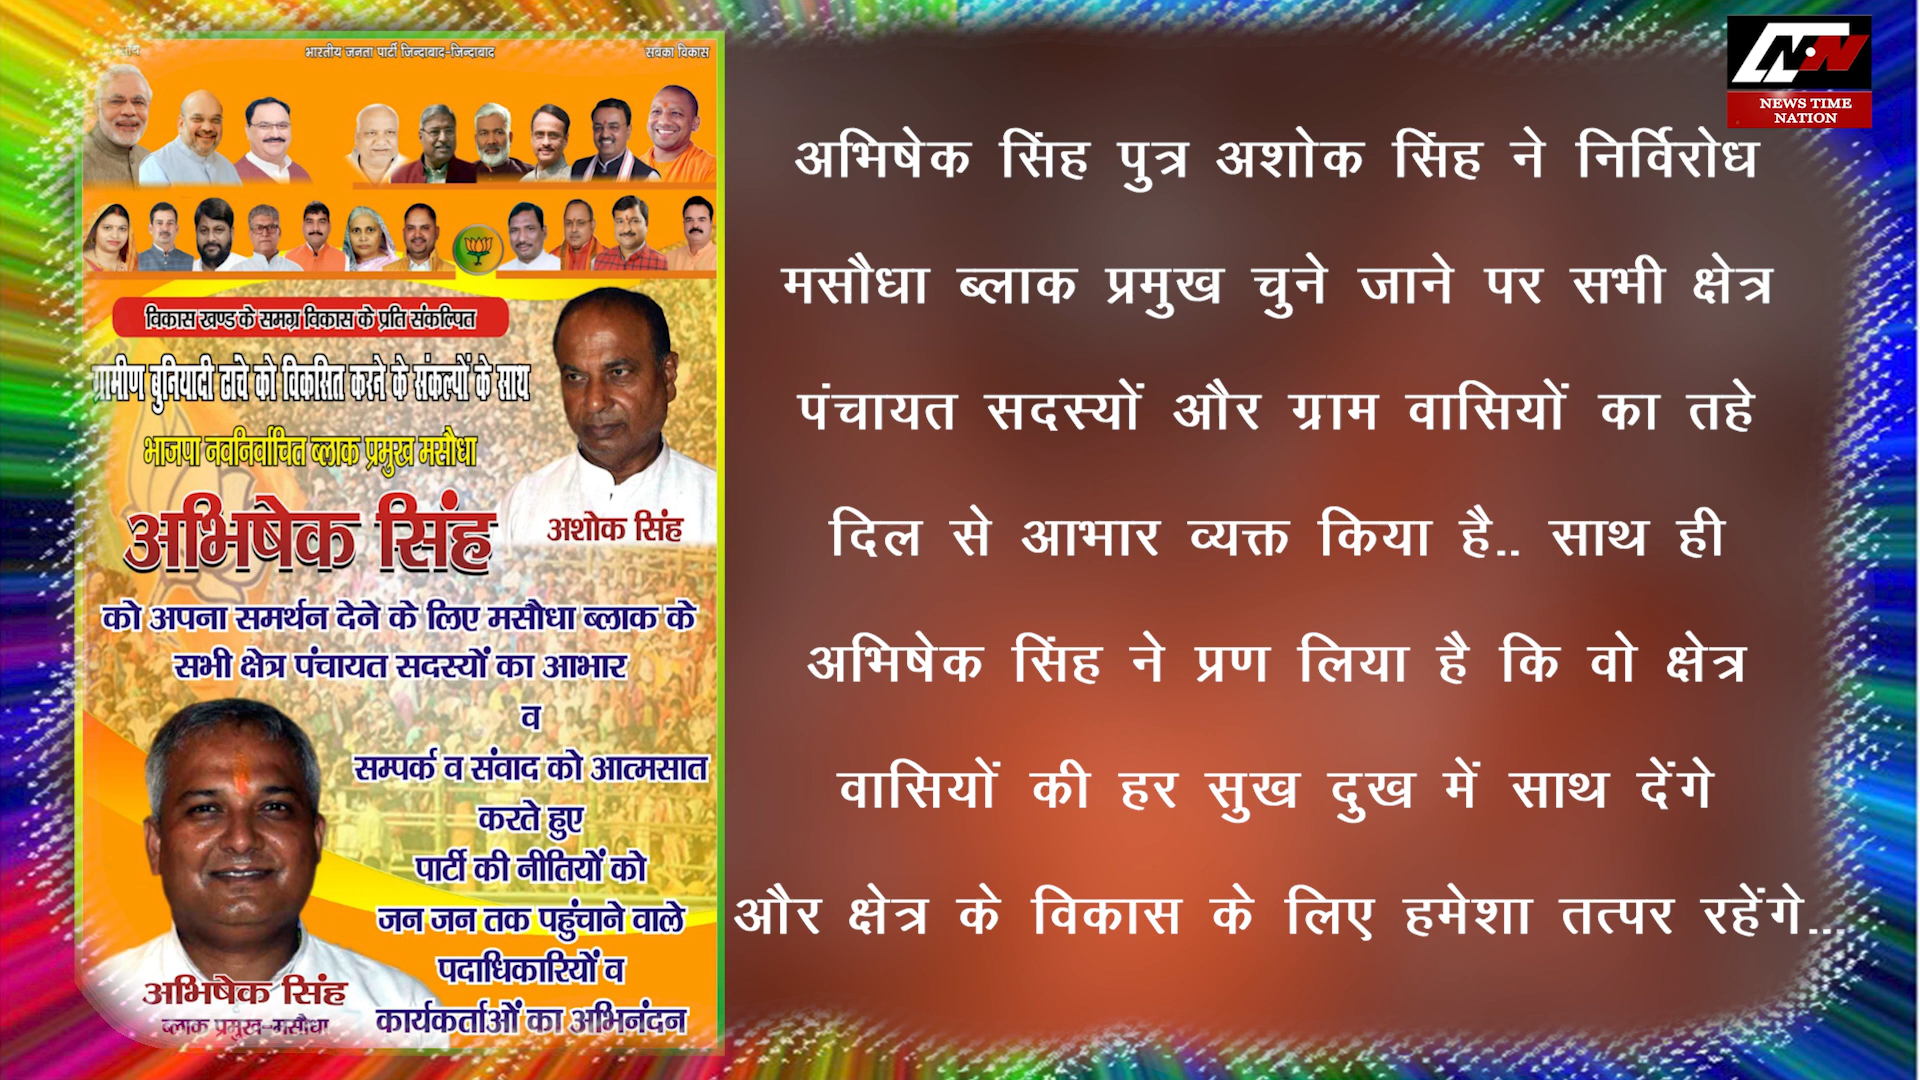 भारतीय जनता पार्टी जिन्दाबाद-जिन्दाबाद
सबका विकास
विकास खण्ड के समग्र विकास के प्रति संकल्पित
ग्रामीण बुनियादी ढाचे को विकसित करने के संकल्पों के साथ
भाजपा नवनिर्वाचित ब्लाक प्रमुख मसौधा
अभिषेक सिंह
अशोक सिंह
को अपना समर्थन देने के लिए मसौधा ब्लाक के
सभी क्षेत्र पंचायत सदस्यों का आभार
व
सम्पर्क व संवाद को आत्मसात
करते हुए
पार्टी की नीतियों को
जन जन तक पहुंचाने वाले
पदाधिकारियों व
कार्यकर्ताओं का अभिनंदन
अभिषेक सिंह
ब्लाक प्रमुख-मसौधा
NN
NEWS TIME
NATION
अभिषेक सिंह पुत्र अशोक सिंह ने निर्विरोध
मसौधा ब्लाक प्रमुख चुने जाने पर सभी क्षेत्र
पंचायत सदस्यों और ग्राम वासियों का तहे
दिल से आभार व्यक्त किया है.. साथ ही
अभिषेक सिंह ने प्रण लिया है कि वो क्षेत्र
वासियों की हर सुख दुख में साथ देंगे
और क्षेत्र के विकास के लिए हमेशा तत्पर रहेंगे...